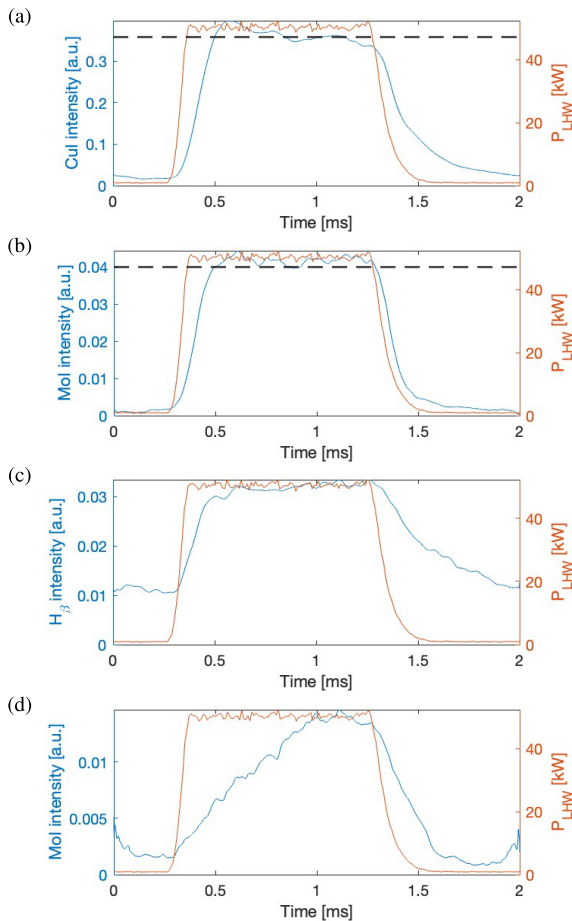 (a)
CuI intensity [a.u.]
0.3
0.2
0.1
0
40
20
0
P_LHW [kW]
0 0.5 1 1.5 2
Time [ms]
(b)
MoI intensity [a.u.]
0.04
0.03
0.02
0.01
0
40
20
0
P_LHW [kW]
0 0.5 1 1.5 2
Time [ms]
(c)
H_β intensity [a.u.]
0.03
0.02
0.01
0
40
20
0
P_LHW [kW]
0 0.5 1 1.5 2
Time [ms]
(d)
MoI intensity [a.u.]
0.01
0.005
0
40
20
0
P_LHW [kW]
0 0.5 1 1.5 2
Time [ms]